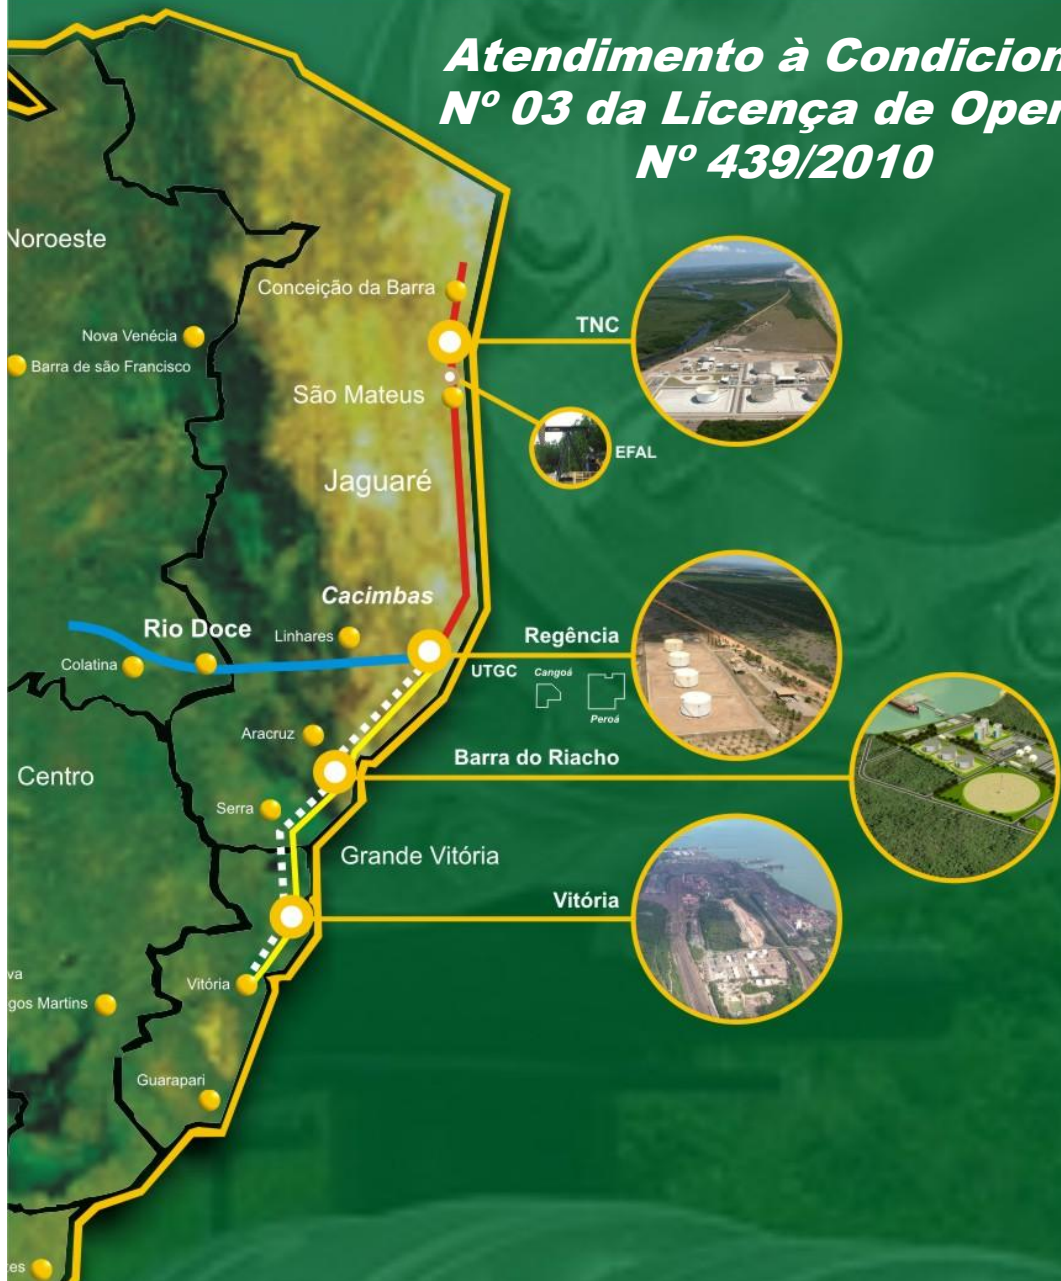 Atendimento à Condicion
Nº 03 da Licença de Oper
Nº 439/2010
Noroeste
Conceição da Barra
TNC
Nova Venécia
Barra de são Francisco
São Mateus
EFAL
Jaguaré
Cacimbas
Rio Doce
Linhares
Regência
Colatina
UTGC
Cangoá
Peroá
Aracruz
Barra do Riacho
Centro
Serra
Grande Vitória
Vitória
va
Vitória
gos Martins
Guarapari
es